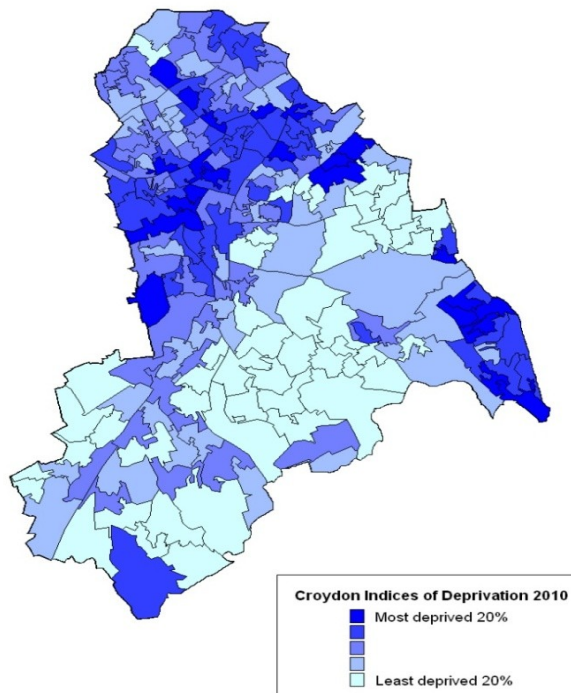 Croydon Indices of Deprivation 2010
Most deprived 20%
Least deprived 20%